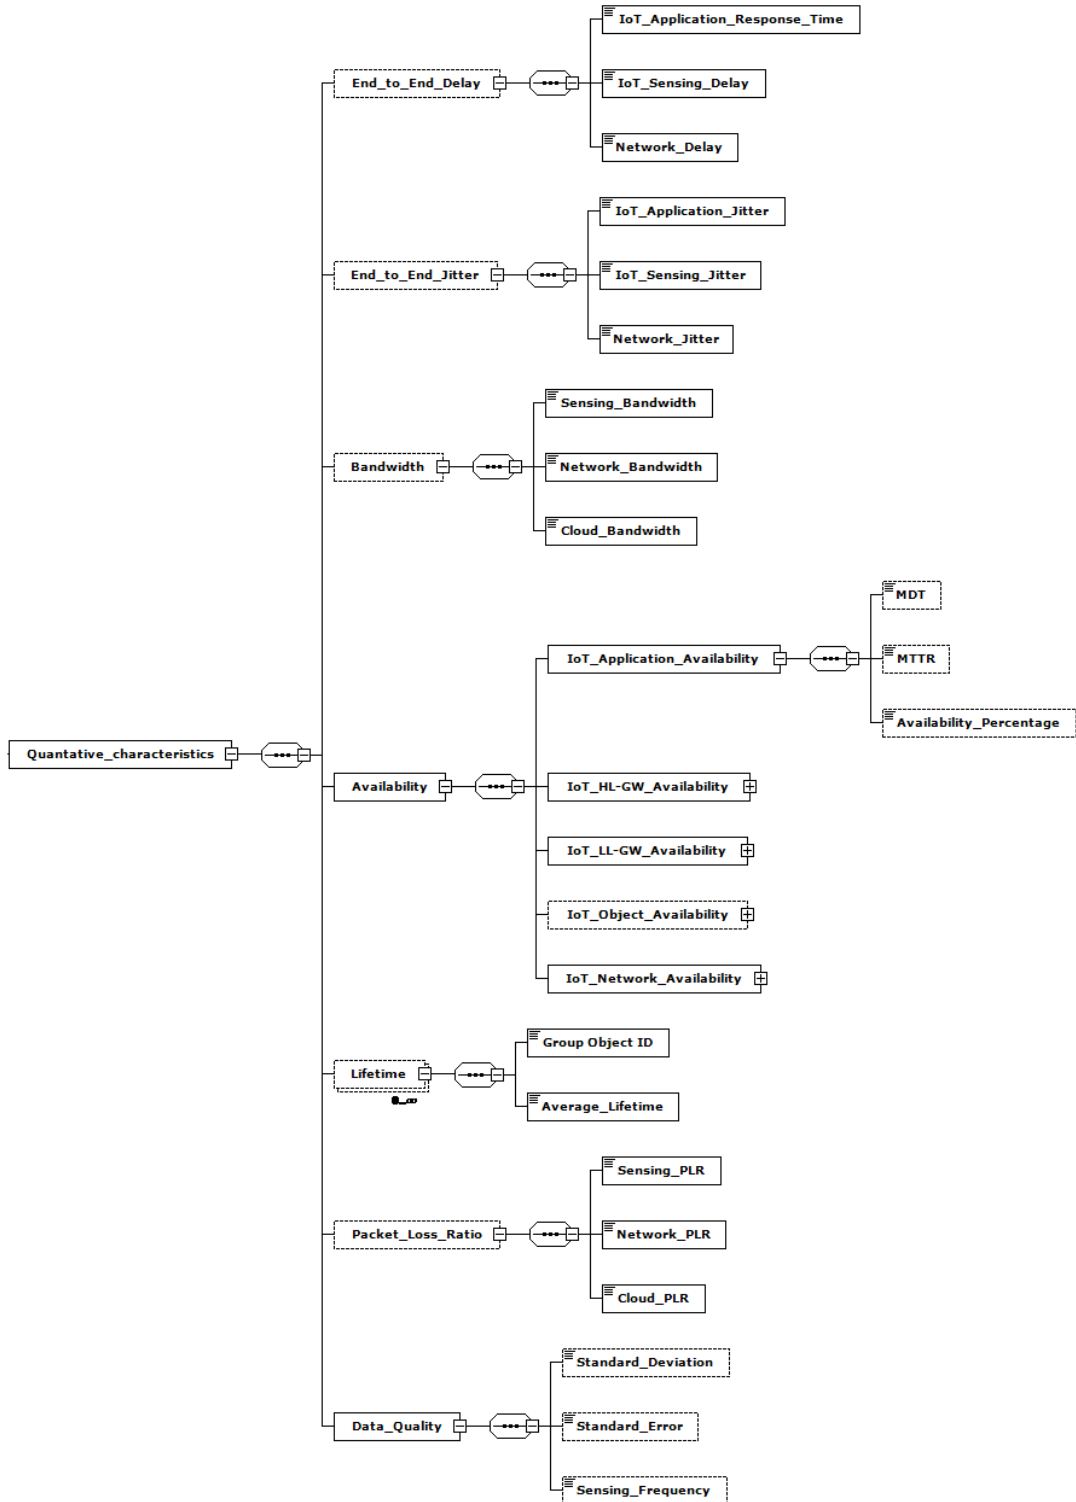 IoT_Application_Response_Time
End_to_End_Delay
IoT_Sensing_Delay
Network_Delay
IoT_Application_Jitter
End_to_End_Jitter
IoT_Sensing_Jitter
Network_Jitter
Sensing_Bandwidth
Bandwidth
Network_Bandwidth
Cloud_Bandwidth
MDT
IoT_Application_Availability
MTTR
Availability_Percentage
Quantative_characteristics
Availability
IoT_HL-GW_Availability
IoT_LL-GW_Availability
IoT_Object_Availability
IoT_Network_Availability
Group Object ID
Lifetime
Average_Lifetime
Sensing_PLR
Packet_Loss_Ratio
Network_PLR
Cloud_PLR
Standard_Deviation
Data_Quality
Standard_Error
Sensing_Frequency